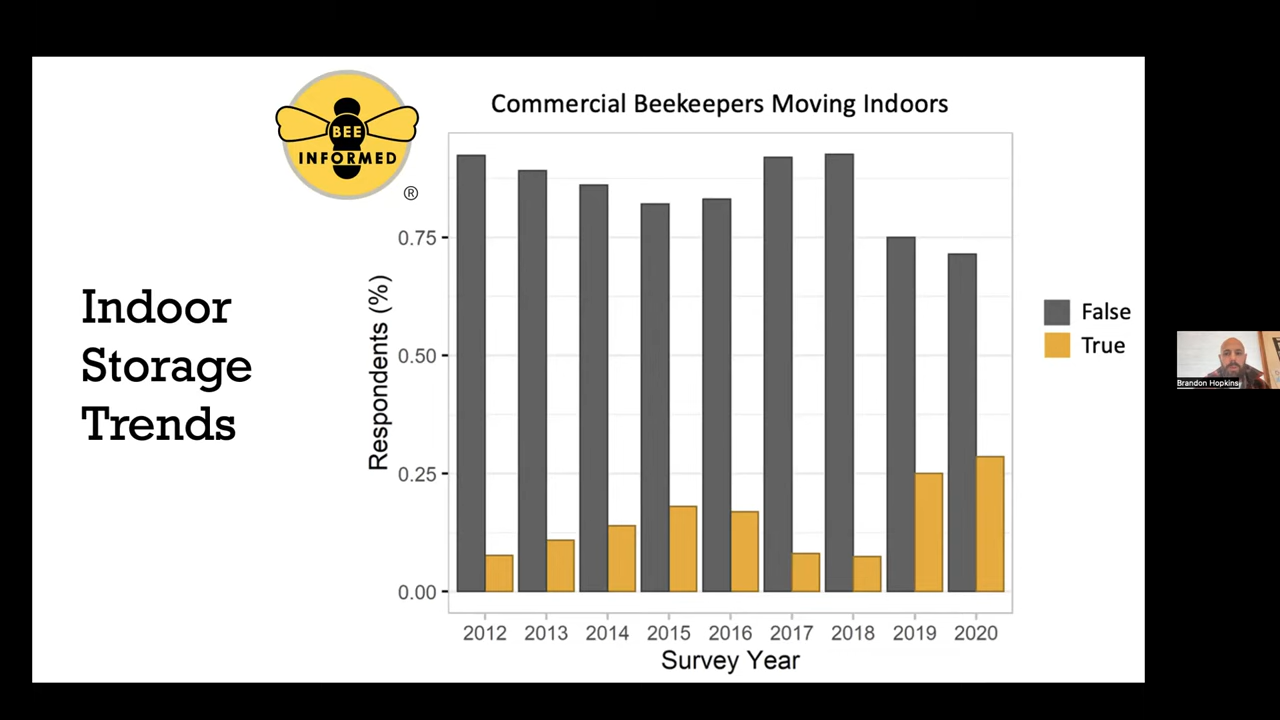 BEE
INFORMED
®
Commercial Beekeepers Moving Indoors
Indoor
Storage
Trends
Respondents (%)
0.75
0.50
0.25
0.00
2012 2013 2014 2015 2016 2017 2018 2019 2020
Survey Year
False
True
Brandon Hopkins